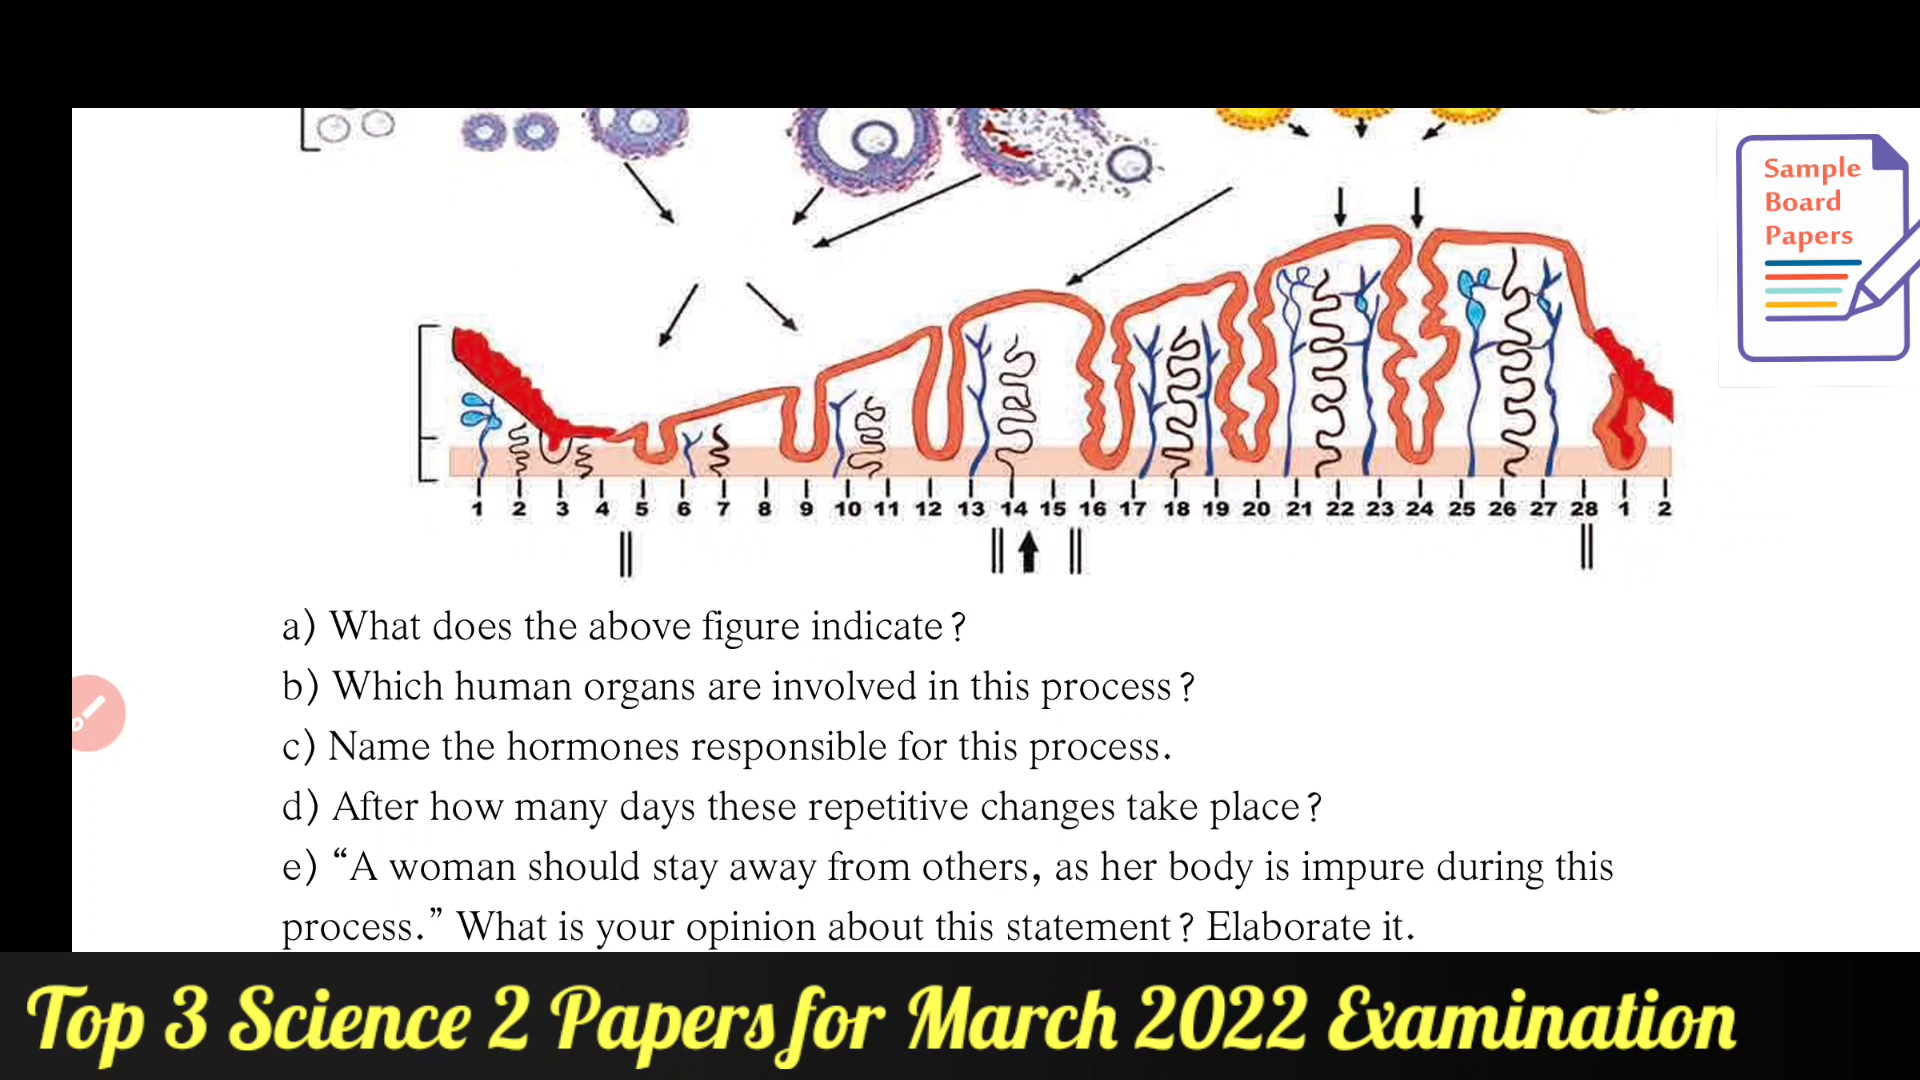 Sample
Board
Papers
1 2 3 4 5 6 7 8 9 10 11 12 13 14 15 16 17 18 19 20 21 22 23 24 25 26 27 28 1 2
a) What does the above figure indicate?
b) Which human organs are involved in this process?
c) Name the hormones responsible for this process.
d) After how many days these repetitive changes take place?
e) “A woman should stay away from others, as her body is impure during this
process.” What is your opinion about this statement? Elaborate it.
Top 3 Science 2 Papers for March 2022 Examination